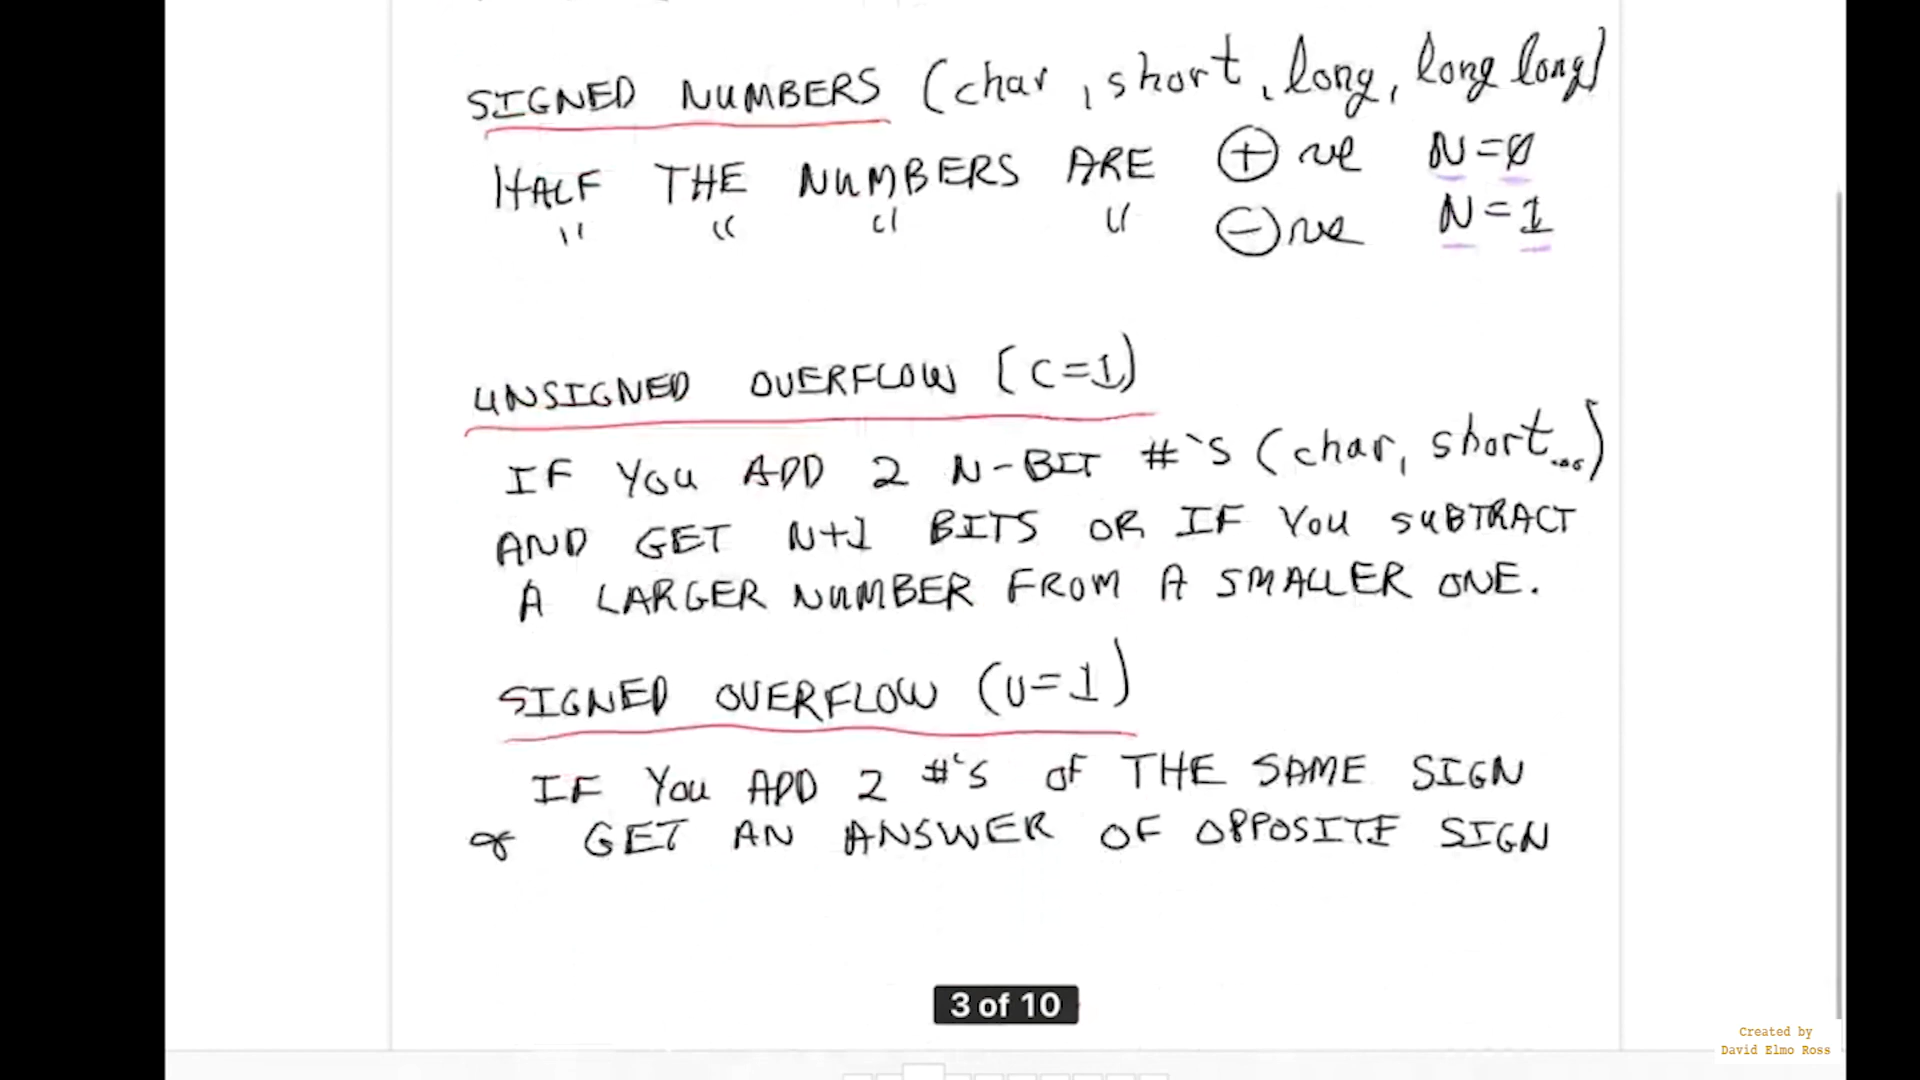 SIGNED NUMBERS (char, short, long, long long)
HALF THE NUMBERS ARE + ve N=0
" " " " - ve N=1
UNSIGNED OVERFLOW (C=1)
IF YOU ADD 2 N-BIT #'S (char, short...)
AND GET N+1 BITS OR IF YOU SUBTRACT
A LARGER NUMBER FROM A SMALLER ONE.
SIGNED OVERFLOW (V=1)
IF YOU ADD 2 #'S OF THE SAME SIGN
& GET AN ANSWER OF OPPOSITE SIGN
3 of 10
Created by
David Elmo Ross